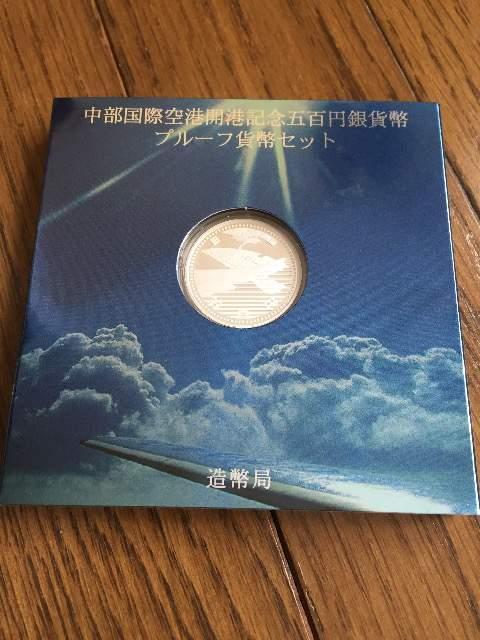 中部国際空港開港記念五百円銀貨幣
プルーフ貨幣セット
造幣局